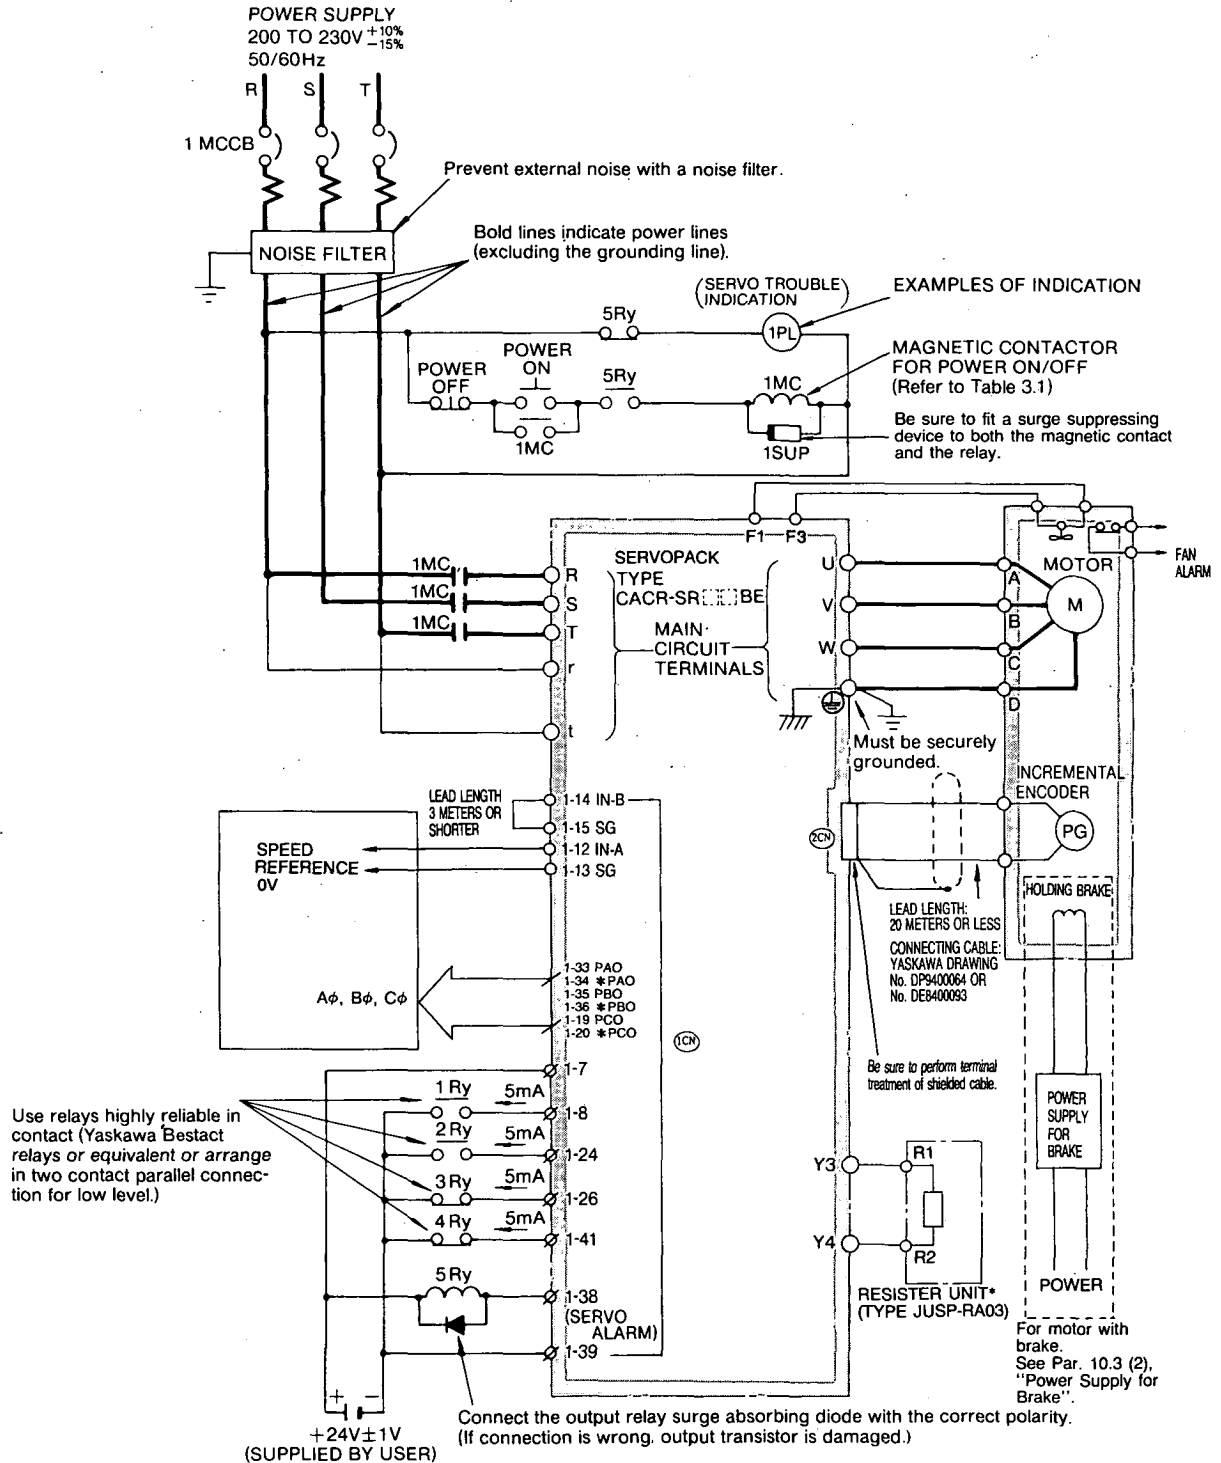 POWER SUPPLY
200 TO 230V +10% −15%
50/60Hz
R S T
1 MCCB
Prevent external noise with a noise filter.
NOISE FILTER
Bold lines indicate power lines
(excluding the grounding line).
(SERVO TROUBLE
INDICATION)
EXAMPLES OF INDICATION
5Ry
1PL
POWER
OFF
POWER
ON
5Ry
1MC
MAGNETIC CONTACTOR
FOR POWER ON/OFF
(Refer to Table 3.1)
1MC
1SUP
Be sure to fit a surge suppressing
device to both the magnetic contact
and the relay.
F1 F3
FAN
ALARM
1MC
1MC
1MC
R
S
T
r
t
SERVOPACK
TYPE
CACR-SR BE
MAIN
CIRCUIT
TERMINALS
U
V
W
A
B
C
D
MOTOR
M
Must be securely
grounded.
LEAD LENGTH
3 METERS OR
SHORTER
1-14 IN-B
1-15 SG
1-12 IN-A
1-13 SG
SPEED
REFERENCE
0V
2CN
INCREMENTAL
ENCODER
PG
HOLDING BRAKE
LEAD LENGTH:
20 METERS OR LESS
CONNECTING CABLE:
YASKAWA DRAWING
No. DP9400064 OR
No. DE8400093
Aφ, Bφ, Cφ
1-33 PAO
1-34 *PAO
1-35 PBO
1-36 *PBO
1-19 PCO
1-20 *PCO
1CN
Be sure to perform terminal
treatment of shielded cable.
1-7
1 Ry 5mA
1-8
2 Ry 5mA
1-24
3 Ry 5mA
1-26
4 Ry 5mA
1-41
Use relays highly reliable in
contact (Yaskawa Bestact
relays or equivalent or arrange
in two contact parallel connec-
tion for low level.)
POWER
SUPPLY
FOR
BRAKE
Y3
R1
Y4
R2
5 Ry
1-38
(SERVO
ALARM)
1-39
RESISTER UNIT*
(TYPE JUSP-RA03)
POWER
For motor with
brake.
See Par. 10.3 (2),
"Power Supply for
Brake".
+ −
+24V±1V
(SUPPLIED BY USER)
Connect the output relay surge absorbing diode with the correct polarity.
(If connection is wrong. output transistor is damaged.)